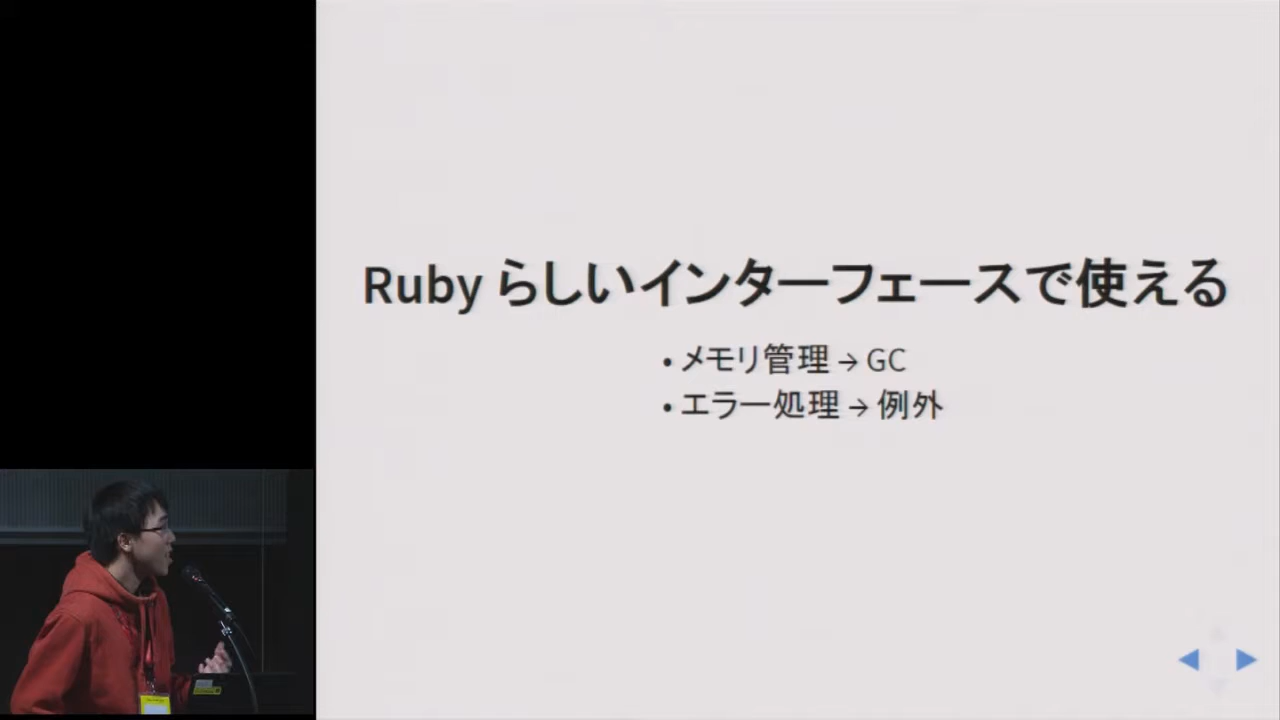 Ruby らしいインターフェースで使える
• メモリ管理 → GC
• エラー処理 → 例外